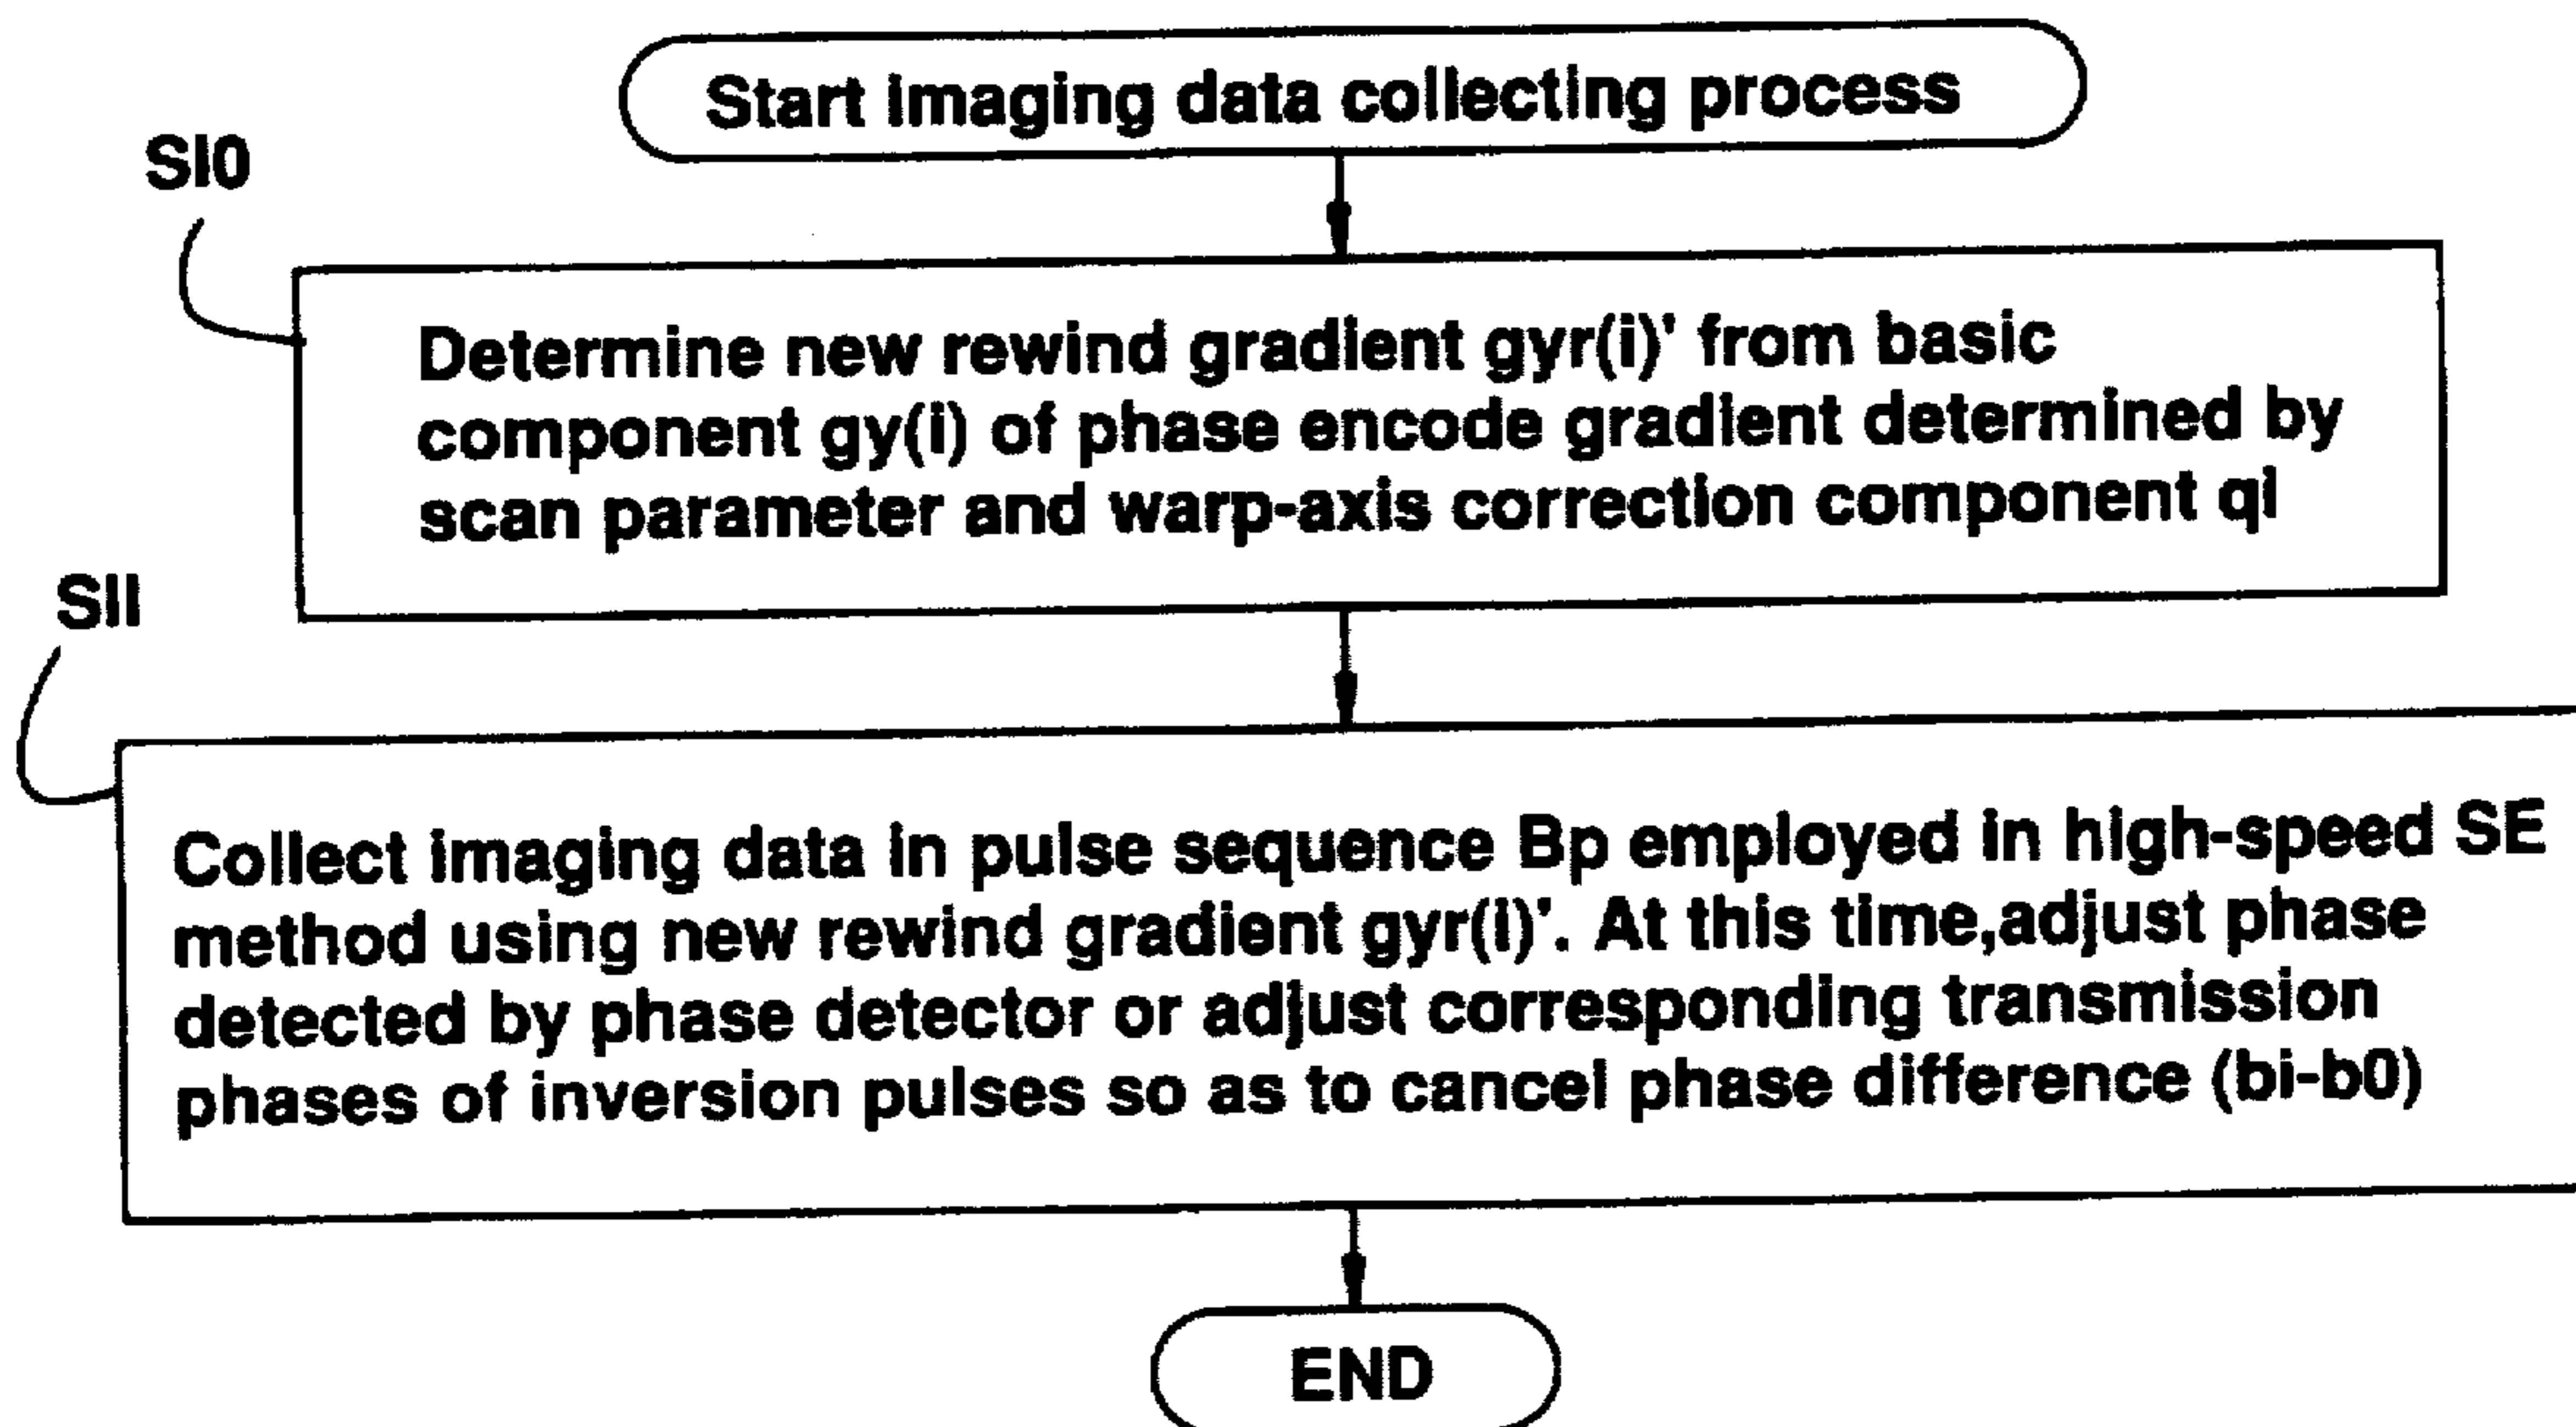 Start imaging data collecting process
S10
Determine new rewind gradient gyr(i)' from basic
component gy(i) of phase encode gradient determined by
scan parameter and warp-axis correction component qi
S11
Collect imaging data in pulse sequence Bp employed in high-speed SE
method using new rewind gradient gyr(i)'. At this time,adjust phase
detected by phase detector or adjust corresponding transmission
phases of inversion pulses so as to cancel phase difference (bi-b0)
END